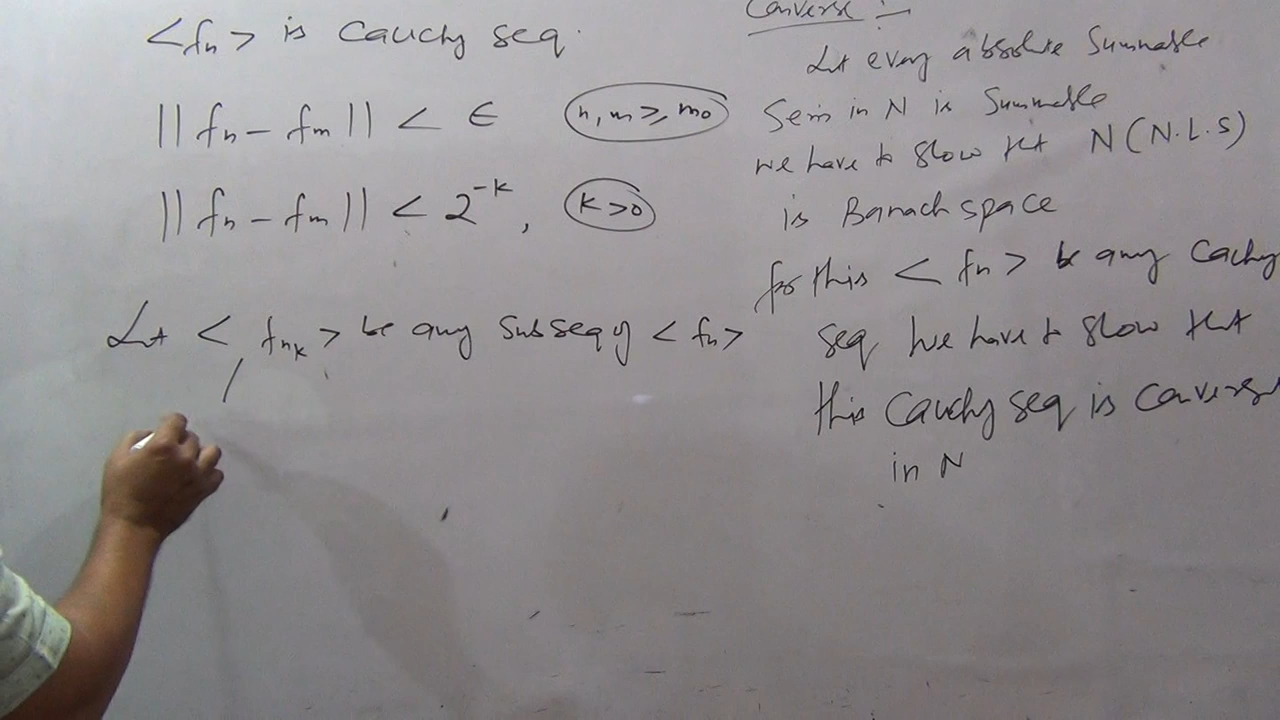 <fn> is Cauchy seq.
|| fn - fm || < ∈ (n, m ≥, m0)
|| fn - fm || < 2^-k, (k>0)
Let < fnk > be any subseq of < fn >
Converse :-
Let every absolute Summable
Series in N is Summable
we have to show that N (N.L.S)
is Banach space
for this < fn > be any Cauchy
seq we have to show that
this Cauchy seq is converge
in N